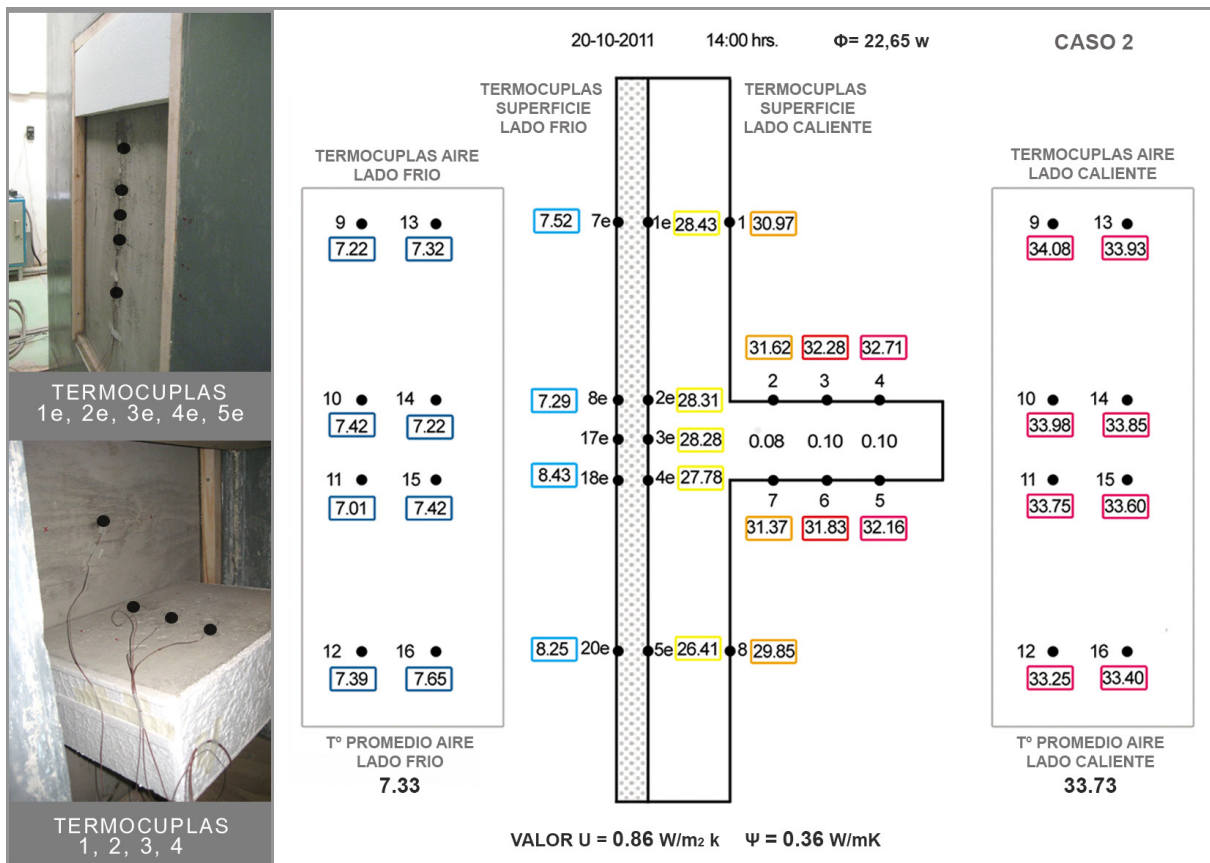 20-10-2011 14:00 hrs. Φ= 22,65 w CASO 2
TERMOCUPLAS
SUPERFICIE
LADO FRIO
TERMOCUPLAS
SUPERFICIE
LADO CALIENTE
TERMOCUPLAS AIRE
LADO FRIO
TERMOCUPLAS AIRE
LADO CALIENTE
9 13
7.22 7.32
10 14
7.42 7.22
11 15
7.01 7.42
12 16
7.39 7.65
Tº PROMEDIO AIRE
LADO FRIO
7.33
7.52 7e 1e 28.43 1 30.97
31.62 32.28 32.71
2 3 4
7.29 8e 2e 28.31
17e 3e 28.28 0.08 0.10 0.10
8.43 18e 4e 27.78
7 6 5
31.37 31.83 32.16
8.25 20e 5e 26.41 8 29.85
9 13
34.08 33.93
10 14
33.98 33.85
11 15
33.75 33.60
12 16
33.25 33.40
Tº PROMEDIO AIRE
LADO CALIENTE
33.73
TERMOCUPLAS
1e, 2e, 3e, 4e, 5e
TERMOCUPLAS
1, 2, 3, 4
VALOR U = 0.86 W/m2 k Ψ = 0.36 W/mK